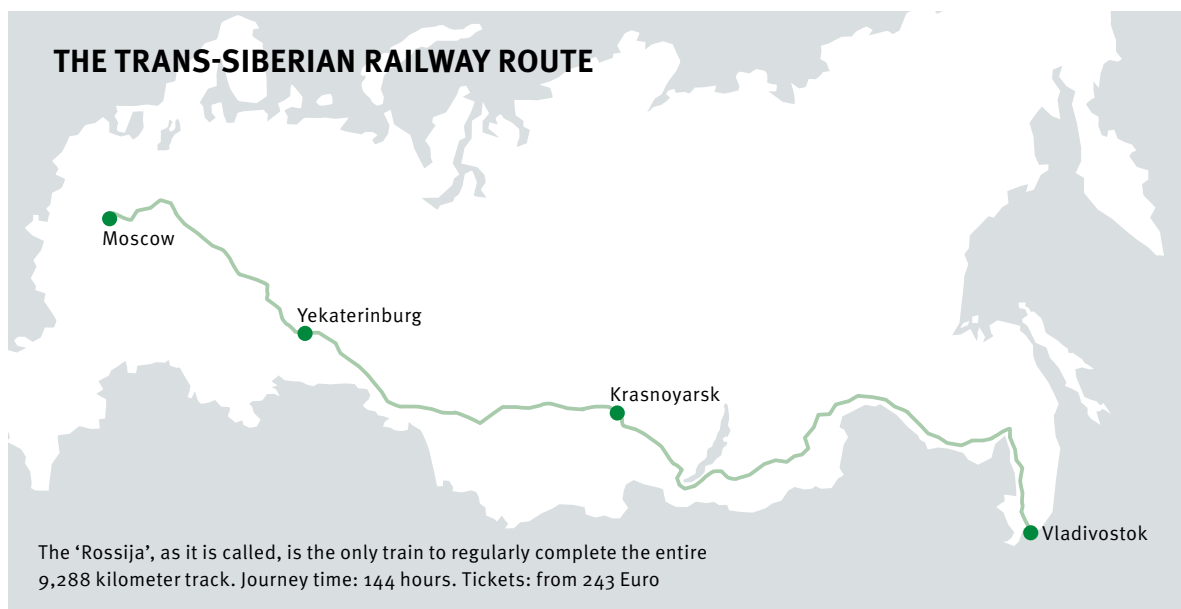 THE TRANS-SIBERIAN RAILWAY ROUTE
Moscow
Yekaterinburg
Krasnoyarsk
Vladivostok
The ‘Rossija’, as it is called, is the only train to regularly complete the entire
9,288 kilometer track. Journey time: 144 hours. Tickets: from 243 Euro